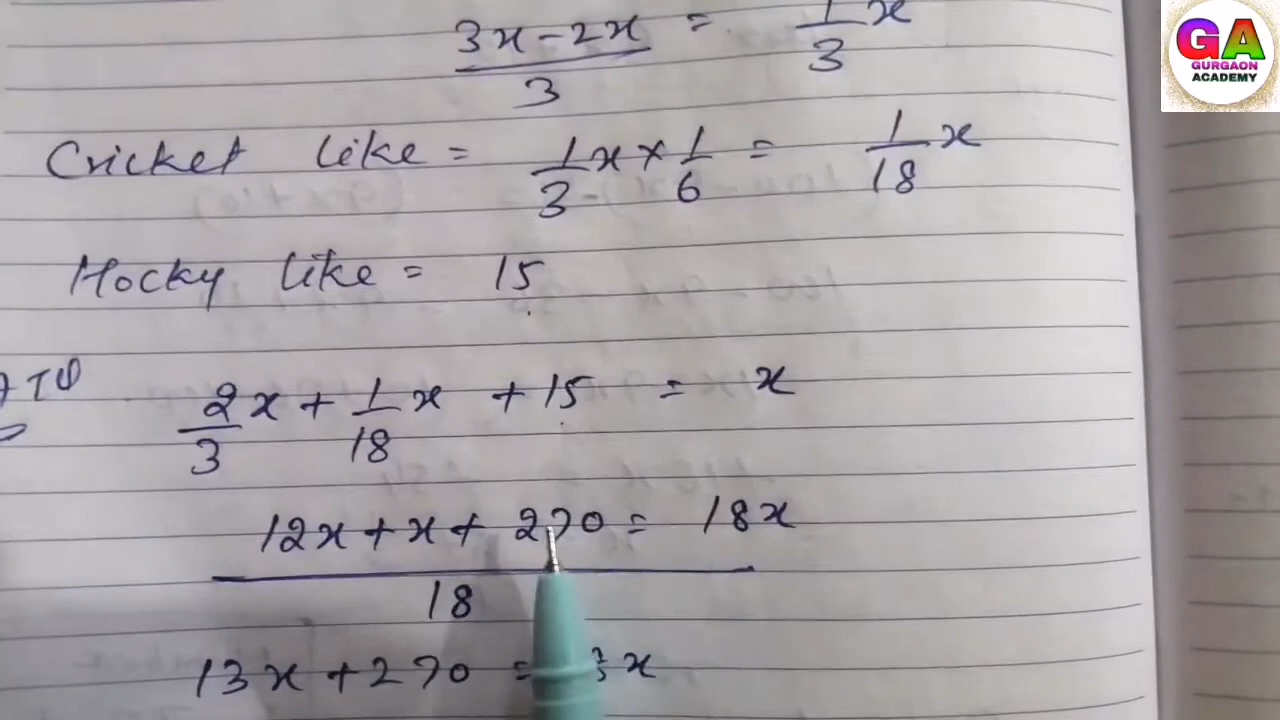 GA
GURGAON
ACADEMY
(3x - 2x)/3 = 1/3 x
Cricket like = 1/3 x × 1/6 = 1/18 x
Hocky like = 15
2/3 x + 1/18 x + 15 = x
(12x + x + 270 = 18x)/18
13x + 270 = x